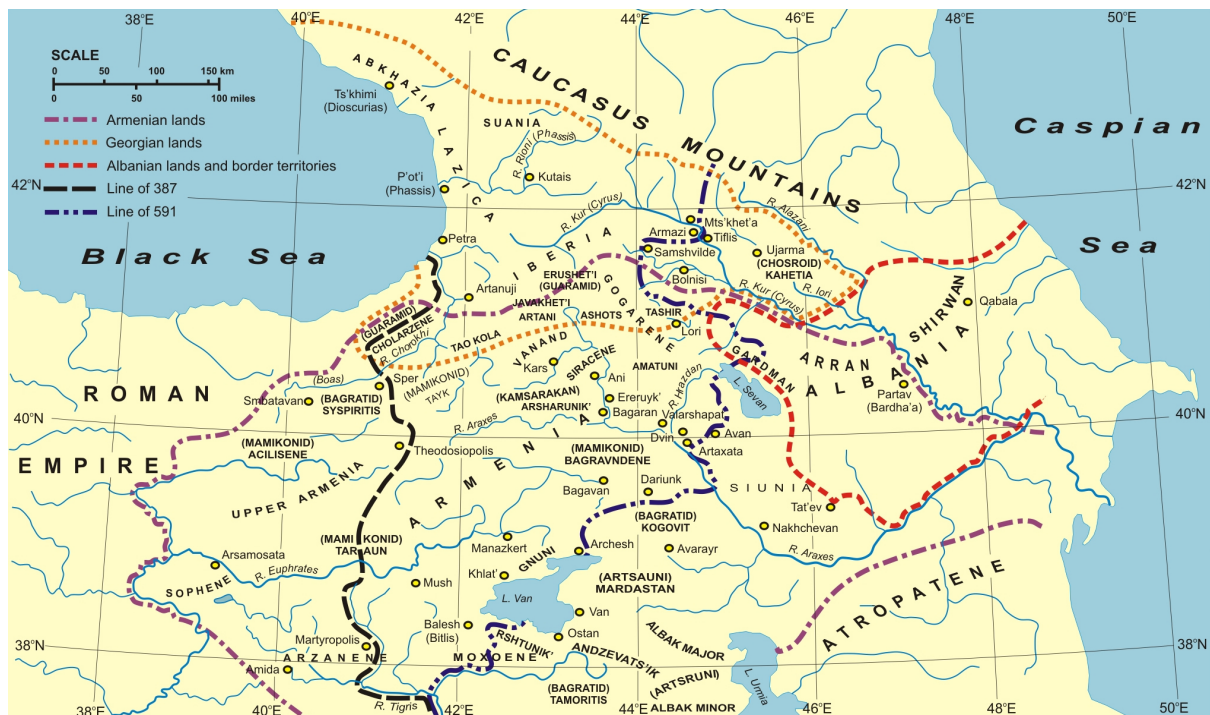 38°E
40°E
42°E
44°E
46°E
48°E
50°E
SCALE
0 50 100 150 km
0 50 100 miles
Armenian lands
Georgian lands
Albanian lands and border territories
Line of 387
Line of 591
ABKHAZIA
Ts'khimi
(Dioscurias)
CAUCASUS MOUNTAINS
SUANIA
LAZICA
R. Rioni (Phassis)
Kutais
P'ot'i
(Phassis)
42°N
42°N
Caspian
Sea
Black Sea
Petra
R. Kur (Cyrus)
IBERIA
Mts'khet'a
Armazi
Tiflis
Samshvilde
R. Alazani
Ujarma
(CHOSROID)
KAHETIA
Bolnisi
R. Iori
R. Kur (Cyrus)
ERUSHET'I
(GUARAMID)
GOGARENE
Artanuji
JAVAKHET'I
ARTANI
ASHOTS
TASHIR
Lori
(GUARAMID)
CHOLARZENE
R. Chorokhi
TAO KOLA
VANAND
Kars
SIRACENE
Ani
AMATUNI
GARDMAN
ARRAN
ALBANIA
SHIRWAN
Qabala
ROMAN
EMPIRE
(Boas)
Sper
Smbatavan
(BAGRATID)
SYSPIRITIS
(MAMIKONID)
TAYK'
(KAMSARAKAN)
ARSHARUNIK'
Ereruyk'
Bagaran
R. Hrazdan
L. Sevan
Partav
(Bardha'a)
40°N
40°N
R. Araxes
Valarshapat
Dvin
Avan
Artaxata
(MAMIKONID)
ACILISENE
Theodosiopolis
ARMENIA
(MAMIKONID)
BAGRAVNDENE
UPPER ARMENIA
Bagavan
Dariunk
SIUNIA
Tat'ev
(BAGRATID)
KOGOVIT
Nakhchevan
(MAMIKONID)
TARAUN
Manazkert
Archesh
Avarayr
R. Araxes
Arsamosata
R. Euphrates
SOPHENE
GNUNI
Khlat'
Mush
(ARTSAUNI)
MARDASTAN
ATROPATENE
L. Van
Van
Balesh
(Bitlis)
Ostan
RSHTUNIK'
ANDZEVATS'IK
ALBAK MAJOR
38°N
38°N
Martyropolis
ARZANENE
MOXOENE
Amida
(BAGRATID)
TAMORITIS
(ARTSRUNI)
ALBAK MINOR
L. Urmia
R. Tigris
38°E
40°E
42°E
44°E
46°E
48°E
50°E